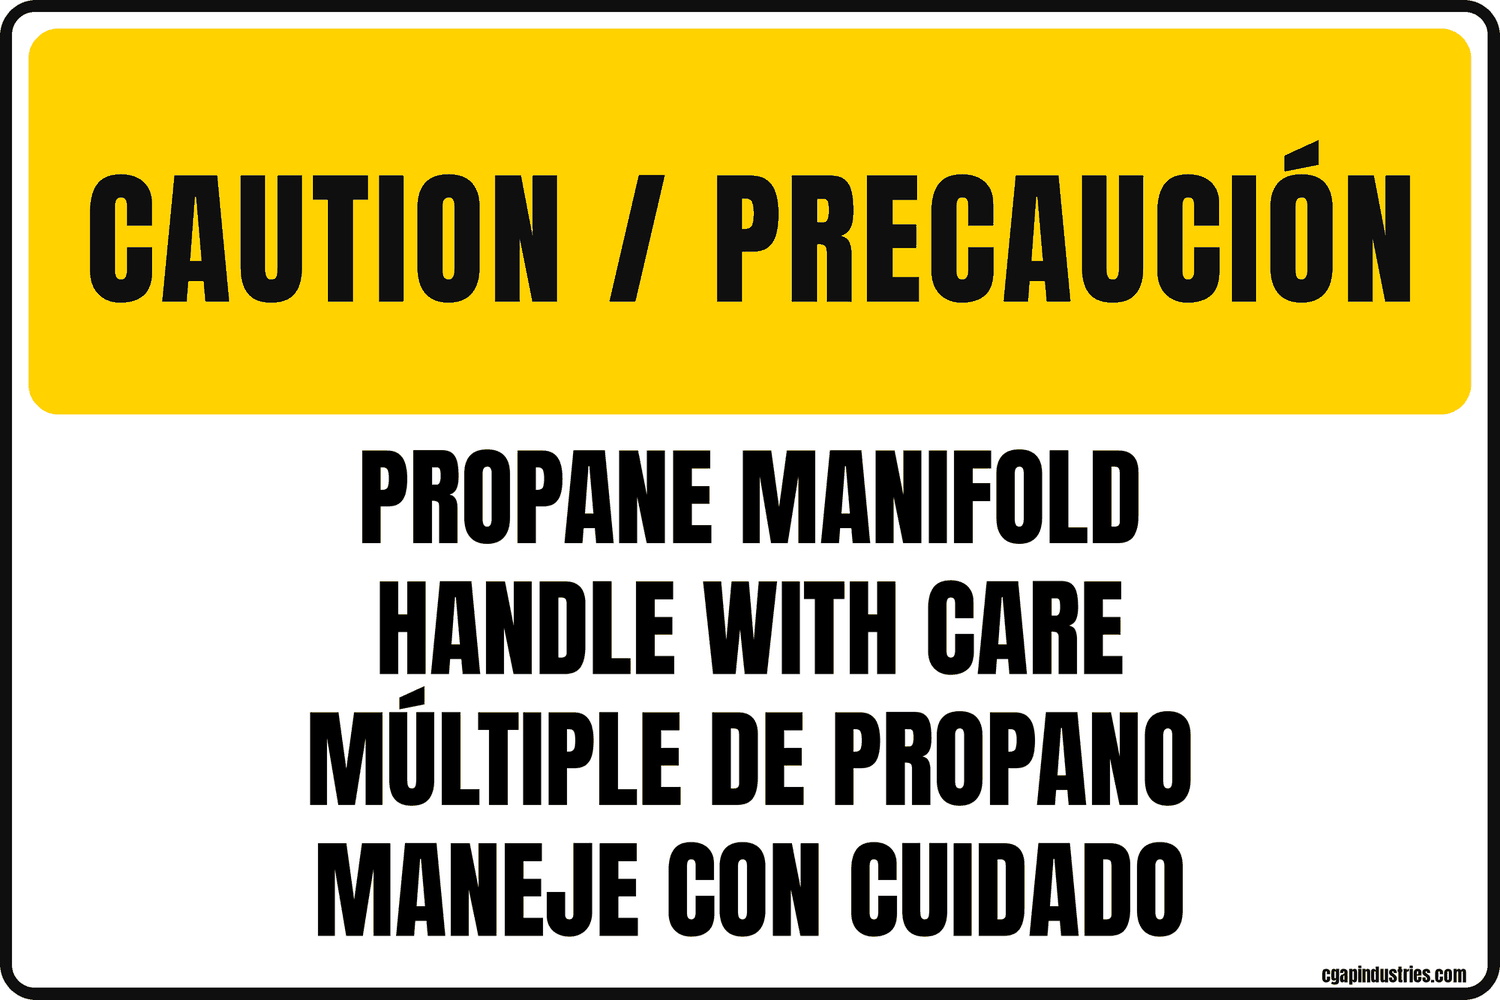 CAUTION / PRECAUCIÓN
PROPANE MANIFOLD
HANDLE WITH CARE
MÚLTIPLE DE PROPANO
MANEJE CON CUIDADO
cgapindustries.com